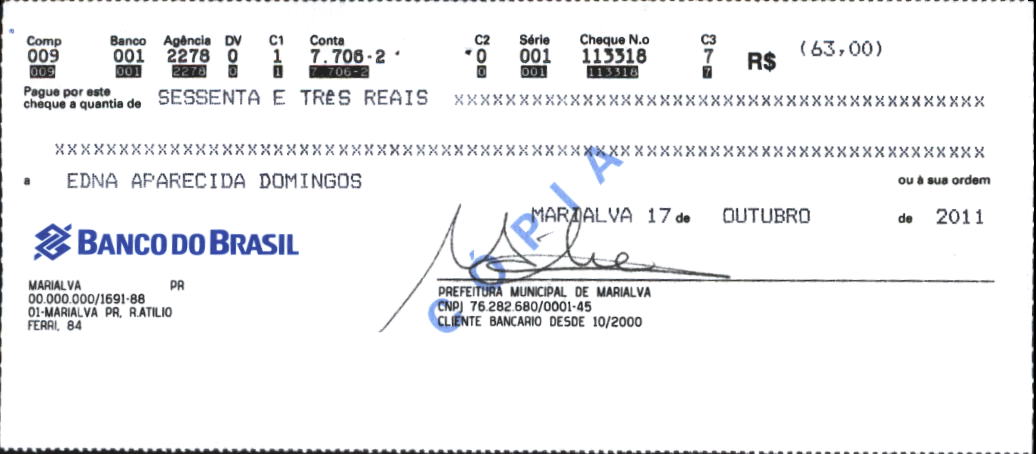 Comp Banco Agência DV C1 Conta C2 Série Cheque N.o C3
009 001 2278 0 1 7.706-2 0 001 113318 7 R$ (63,00)
009 001 2278 0 1 7.706-2 0 001 113318 7
Pague por este
cheque a quantia de SESSENTA E TRÊS REAIS XXXXXXXXXXXXXXXXXXXXXXXXXXXXXXXXXXXXXXXXX
XXXXXXXXXXXXXXXXXXXXXXXXXXXXXXXXXXXXXXXXXXXXXXXXXXXXXXXXXXXXXXXXXXXXXXXX
a EDNA APARECIDA DOMINGOS ou à sua ordem
MARIALVA 17 de OUTUBRO de 2011
CÓPIA
BANCO DO BRASIL
MARIALVA PR
00.000.000/1691-88
01-MARIALVA PR, R.ATILIO
FERRI, 84
PREFEITURA MUNICIPAL DE MARIALVA
CNPJ 76.282.680/0001-45
CLIENTE BANCARIO DESDE 10/2000